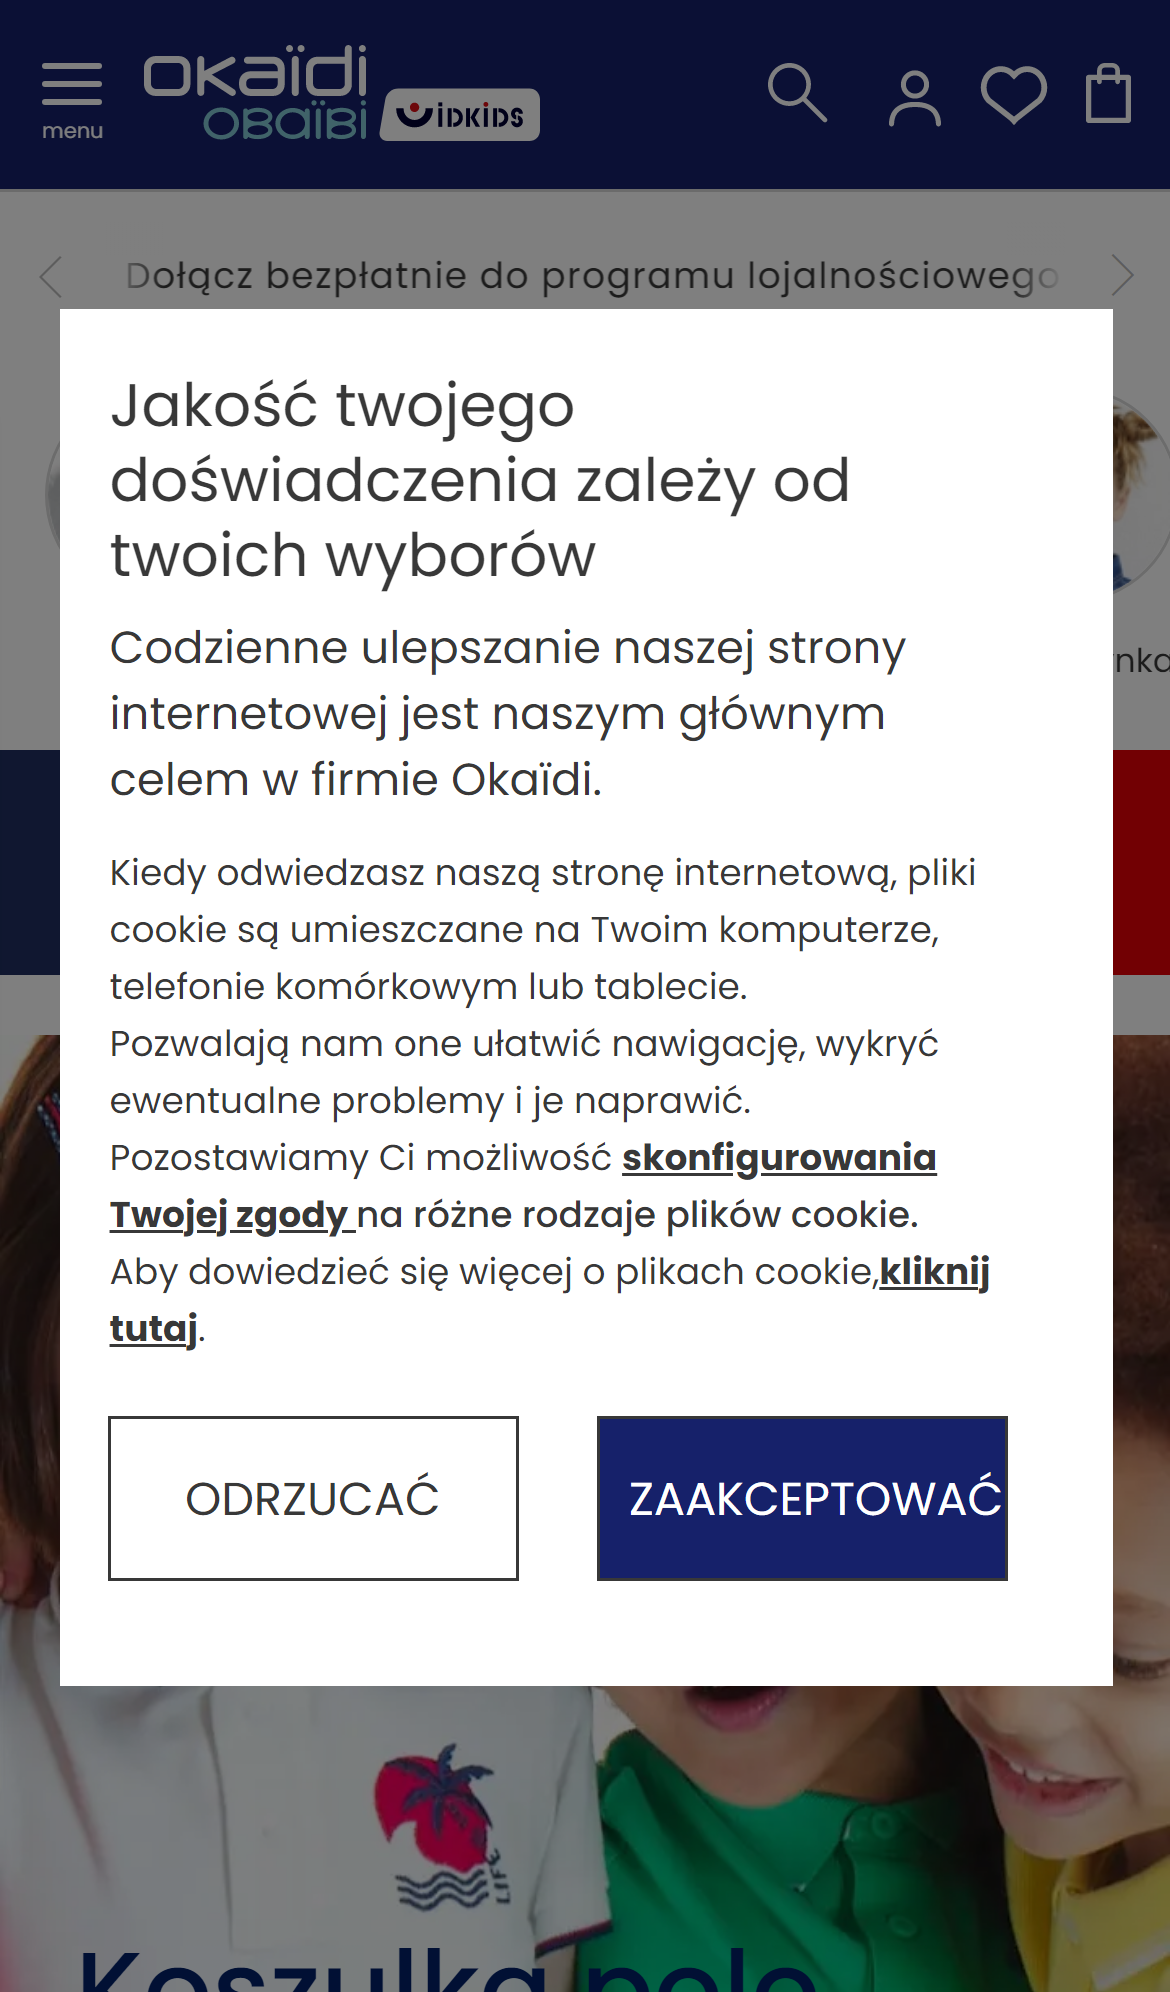 menu
okaïdi
obaïbi
iDKiDS
Dołącz bezpłatnie do programu lojalnościowego
Jakość twojego
doświadczenia zależy od
twoich wyborów
Codzienne ulepszanie naszej strony
internetowej jest naszym głównym
celem w firmie Okaïdi.
Kiedy odwiedzasz naszą stronę internetową, pliki
cookie są umieszczane na Twoim komputerze,
telefonie komórkowym lub tablecie.
Pozwalają nam one ułatwić nawigację, wykryć
ewentualne problemy i je naprawić.
Pozostawiamy Ci możliwość skonfigurowania
Twojej zgody na różne rodzaje plików cookie.
Aby dowiedzieć się więcej o plikach cookie,kliknij
tutaj.
ODRZUCAĆ
ZAAKCEPTOWAĆ
LIFE
Koszulka polo